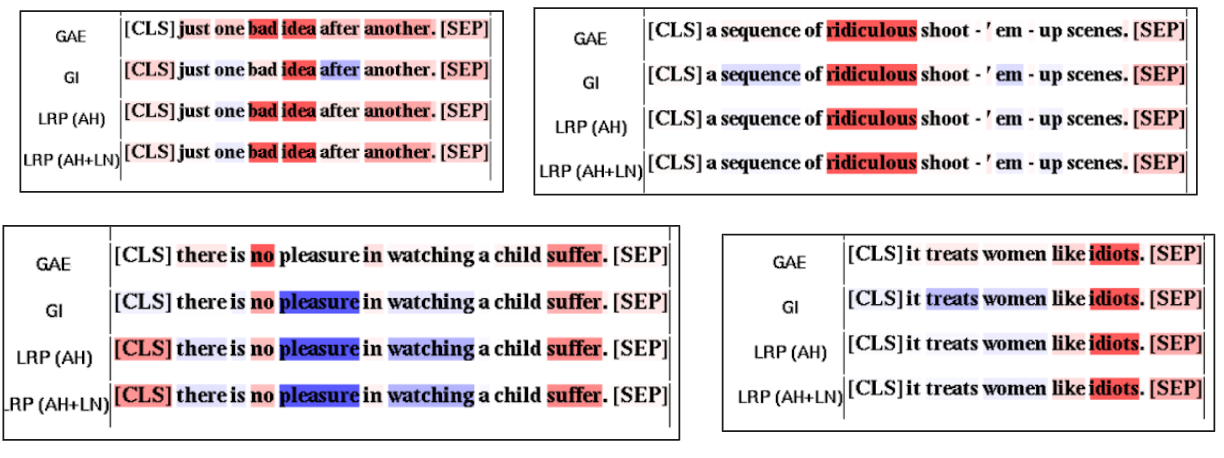 GAE [CLS] just one bad idea after another. [SEP]
GI [CLS] just one bad idea after another. [SEP]
LRP (AH) [CLS] just one bad idea after another. [SEP]
LRP (AH+LN) [CLS] just one bad idea after another. [SEP]
GAE [CLS] a sequence of ridiculous shoot - ' em - up scenes. [SEP]
GI [CLS] a sequence of ridiculous shoot - ' em - up scenes. [SEP]
LRP (AH) [CLS] a sequence of ridiculous shoot - ' em - up scenes. [SEP]
LRP (AH+LN) [CLS] a sequence of ridiculous shoot - ' em - up scenes. [SEP]
GAE [CLS] there is no pleasure in watching a child suffer. [SEP]
GI [CLS] there is no pleasure in watching a child suffer. [SEP]
LRP (AH) [CLS] there is no pleasure in watching a child suffer. [SEP]
LRP (AH+LN) [CLS] there is no pleasure in watching a child suffer. [SEP]
GAE [CLS] it treats women like idiots. [SEP]
GI [CLS] it treats women like idiots. [SEP]
LRP (AH) [CLS] it treats women like idiots. [SEP]
LRP (AH+LN) [CLS] it treats women like idiots. [SEP]